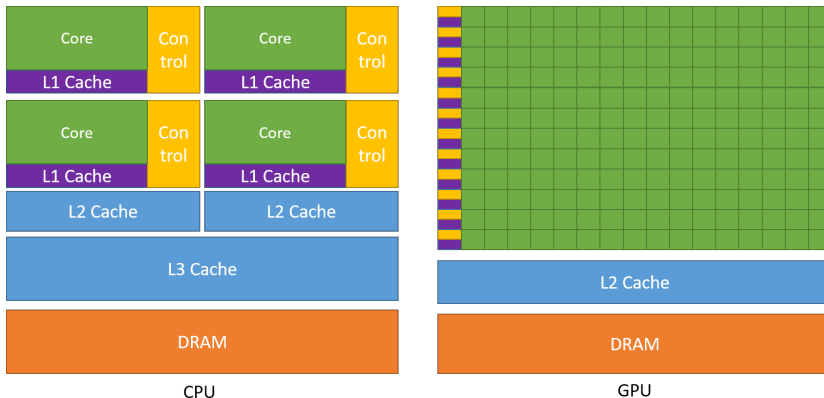 Core
Con
trol
L1 Cache
Core
Con
trol
L1 Cache
Core
Con
trol
L1 Cache
Core
Con
trol
L1 Cache
L2 Cache
L2 Cache
L3 Cache
DRAM
CPU
L2 Cache
DRAM
GPU